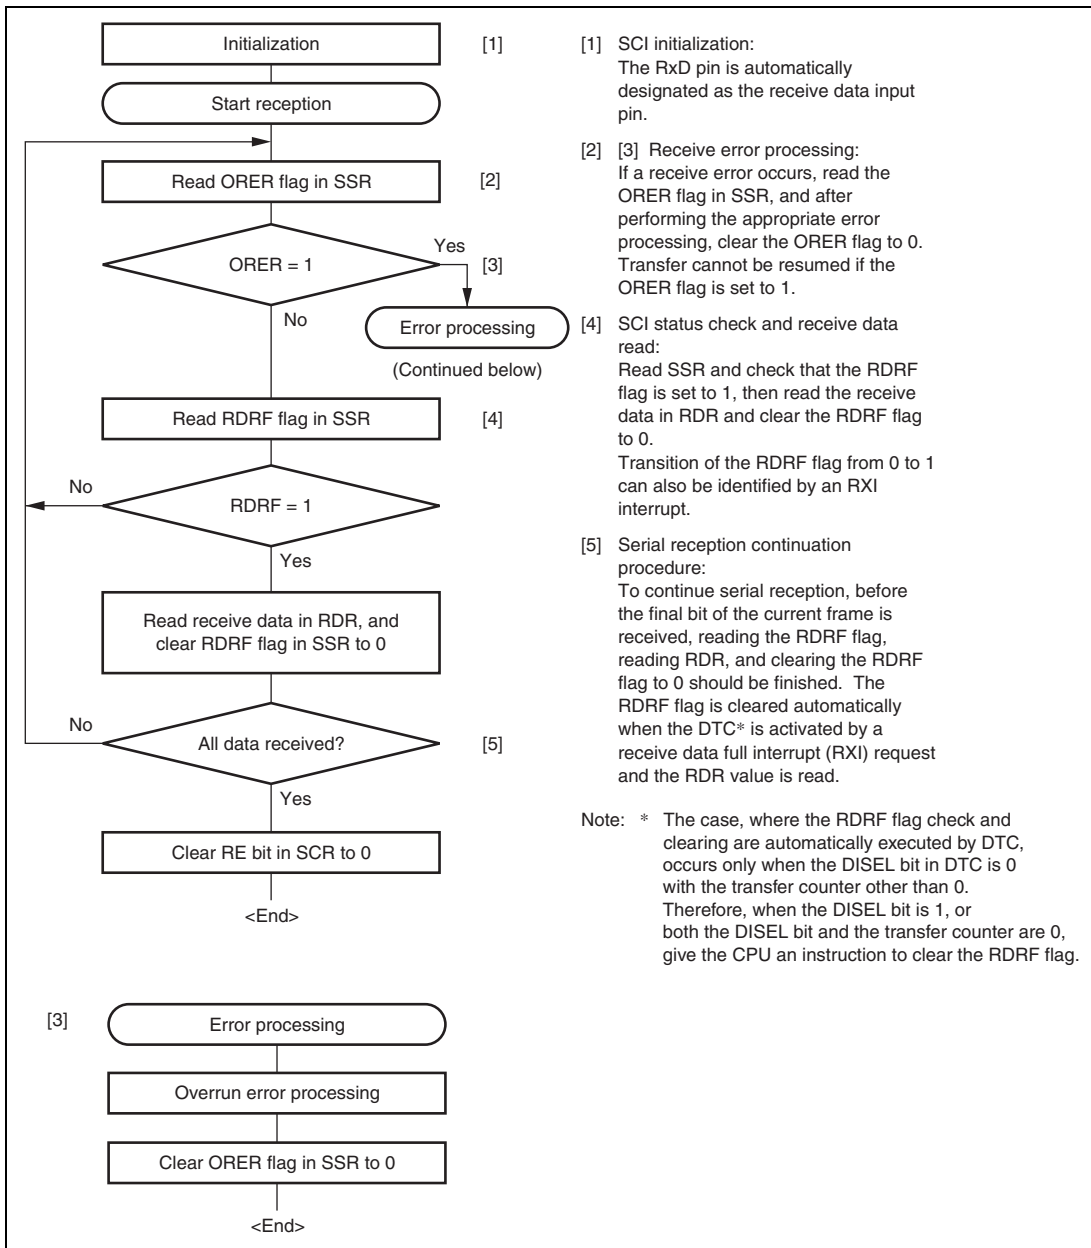 Initialization [1]
Start reception
Read ORER flag in SSR [2]
Yes
ORER = 1 [3]
No
Error processing
(Continued below)
Read RDRF flag in SSR [4]
No
RDRF = 1
Yes
Read receive data in RDR, and
clear RDRF flag in SSR to 0
No
All data received? [5]
Yes
Clear RE bit in SCR to 0
<End>
[3] Error processing
Overrun error processing
Clear ORER flag in SSR to 0
<End>
[1] SCI initialization:
The RxD pin is automatically
designated as the receive data input
pin.
[2] [3] Receive error processing:
If a receive error occurs, read the
ORER flag in SSR, and after
performing the appropriate error
processing, clear the ORER flag to 0.
Transfer cannot be resumed if the
ORER flag is set to 1.
[4] SCI status check and receive data
read:
Read SSR and check that the RDRF
flag is set to 1, then read the receive
data in RDR and clear the RDRF flag
to 0.
Transition of the RDRF flag from 0 to 1
can also be identified by an RXI
interrupt.
[5] Serial reception continuation
procedure:
To continue serial reception, before
the final bit of the current frame is
received, reading the RDRF flag,
reading RDR, and clearing the RDRF
flag to 0 should be finished. The
RDRF flag is cleared automatically
when the DTC* is activated by a
receive data full interrupt (RXI) request
and the RDR value is read.
Note: * The case, where the RDRF flag check and
clearing are automatically executed by DTC,
occurs only when the DISEL bit in DTC is 0
with the transfer counter other than 0.
Therefore, when the DISEL bit is 1, or
both the DISEL bit and the transfer counter are 0,
give the CPU an instruction to clear the RDRF flag.